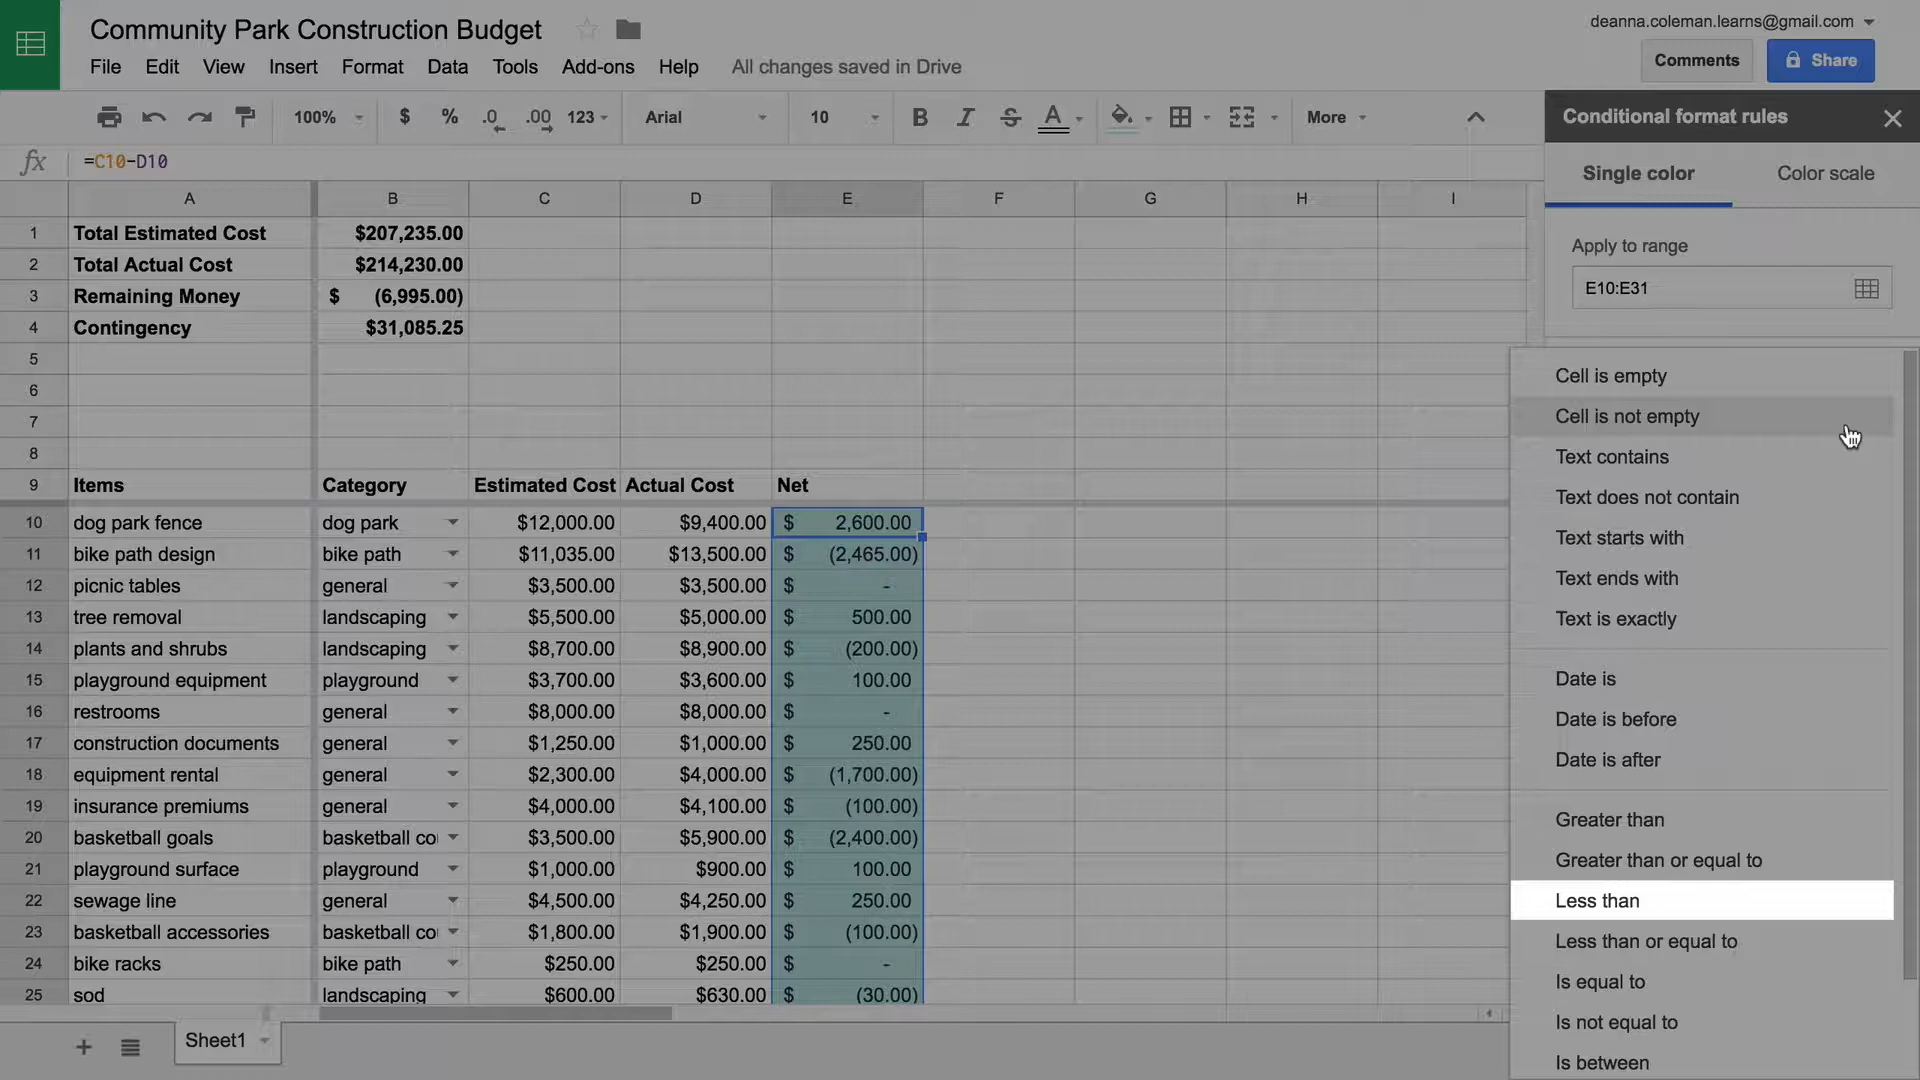 Community Park Construction Budget
deanna.coleman.learns@gmail.com
File Edit View Insert Format Data Tools Add-ons Help All changes saved in Drive
Comments Share
100% $ % .0 .00 123 Arial 10 B I S A More
Conditional format rules
Single color Color scale
fx =C10-D10
Apply to range
E10:E31
A B C D E F G H I
1 Total Estimated Cost $207,235.00
2 Total Actual Cost $214,230.00
3 Remaining Money $ (6,995.00)
4 Contingency $31,085.25
5
6
7
8
9 Items Category Estimated Cost Actual Cost Net
10 dog park fence dog park $12,000.00 $9,400.00 $ 2,600.00
11 bike path design bike path $11,035.00 $13,500.00 $ (2,465.00)
12 picnic tables general $3,500.00 $3,500.00 $ -
13 tree removal landscaping $5,500.00 $5,000.00 $ 500.00
14 plants and shrubs landscaping $8,700.00 $8,900.00 $ (200.00)
15 playground equipment playground $3,700.00 $3,600.00 $ 100.00
16 restrooms general $8,000.00 $8,000.00 $ -
17 construction documents general $1,250.00 $1,000.00 $ 250.00
18 equipment rental general $2,300.00 $4,000.00 $ (1,700.00)
19 insurance premiums general $4,000.00 $4,100.00 $ (100.00)
20 basketball goals basketball co $3,500.00 $5,900.00 $ (2,400.00)
21 playground surface playground $1,000.00 $900.00 $ 100.00
22 sewage line general $4,500.00 $4,250.00 $ 250.00
23 basketball accessories basketball co $1,800.00 $1,900.00 $ (100.00)
24 bike racks bike path $250.00 $250.00 $ -
25 sod landscaping $600.00 $630.00 $ (30.00)
Cell is empty
Cell is not empty
Text contains
Text does not contain
Text starts with
Text ends with
Text is exactly
Date is
Date is before
Date is after
Greater than
Greater than or equal to
Less than
Less than or equal to
Is equal to
Is not equal to
Is between
Sheet1